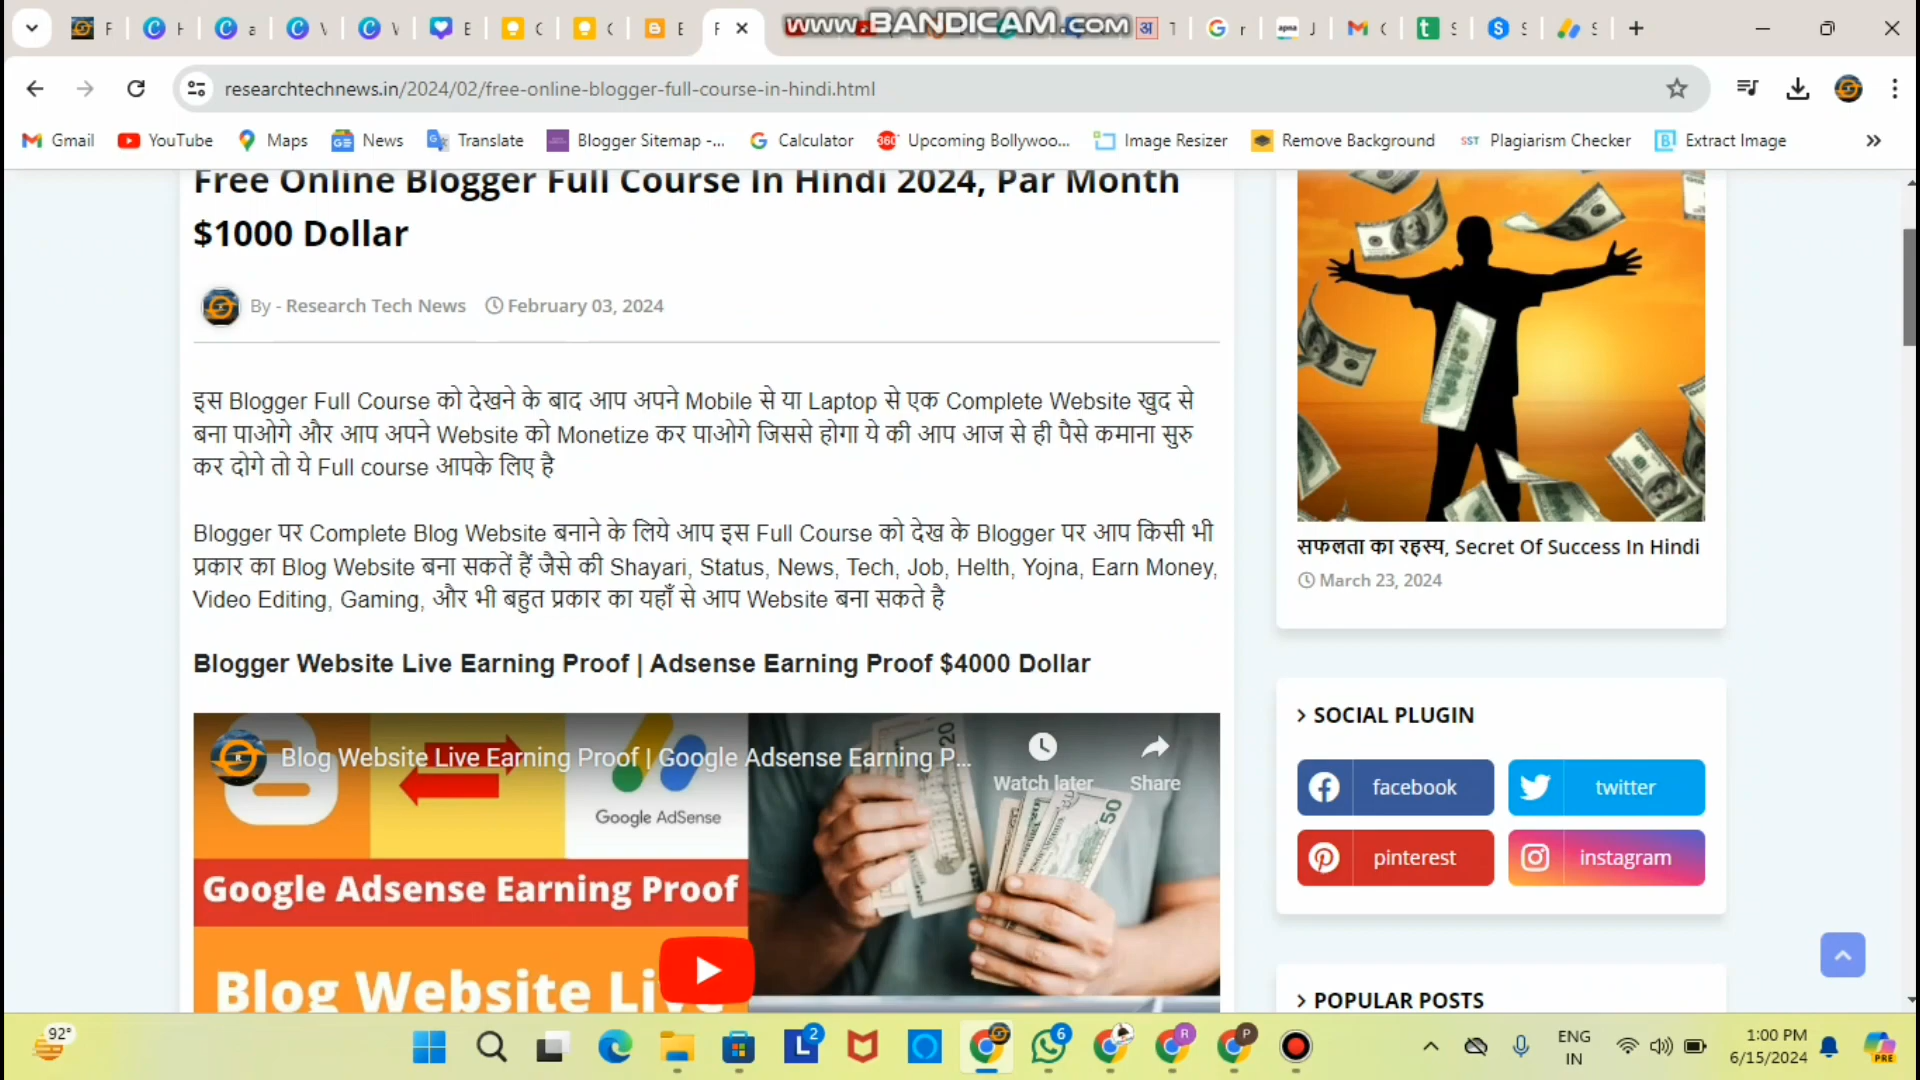 WWW.BANDICAM.COM
researchtechnews.in/2024/02/free-online-blogger-full-course-in-hindi.html
Gmail YouTube Maps News Translate Blogger Sitemap -... Calculator Upcoming Bollywoo... Image Resizer Remove Background Plagiarism Checker Extract Image
Free Online Blogger Full Course In Hindi 2024, Par Month
$1000 Dollar
By - Research Tech News February 03, 2024
इस Blogger Full Course को देखने के बाद आप अपने Mobile से या Laptop से एक Complete Website खुद से
बना पाओगे और आप अपने Website को Monetize कर पाओगे जिससे होगा ये की आप आज से ही पैसे कमाना सुरु
कर दोगे तो ये Full course आपके लिए है
Blogger पर Complete Blog Website बनाने के लिये आप इस Full Course को देख के Blogger पर आप किसी भी
प्रकार का Blog Website बना सकतें हैं जैसे की Shayari, Status, News, Tech, Job, Helth, Yojna, Earn Money,
Video Editing, Gaming, और भी बहुत प्रकार का यहाँ से आप Website बना सकते है
Blogger Website Live Earning Proof | Adsense Earning Proof $4000 Dollar
Blog Website Live Earning Proof | Google Adsense Earning P...
Watch later Share
Google AdSense
Google Adsense Earning Proof
Blog Website Live
सफलता का रहस्य, Secret Of Success In Hindi
March 23, 2024
SOCIAL PLUGIN
facebook twitter
pinterest instagram
POPULAR POSTS
92°
2
6
R
P
ENG
IN
1:00 PM
6/15/2024
PRE